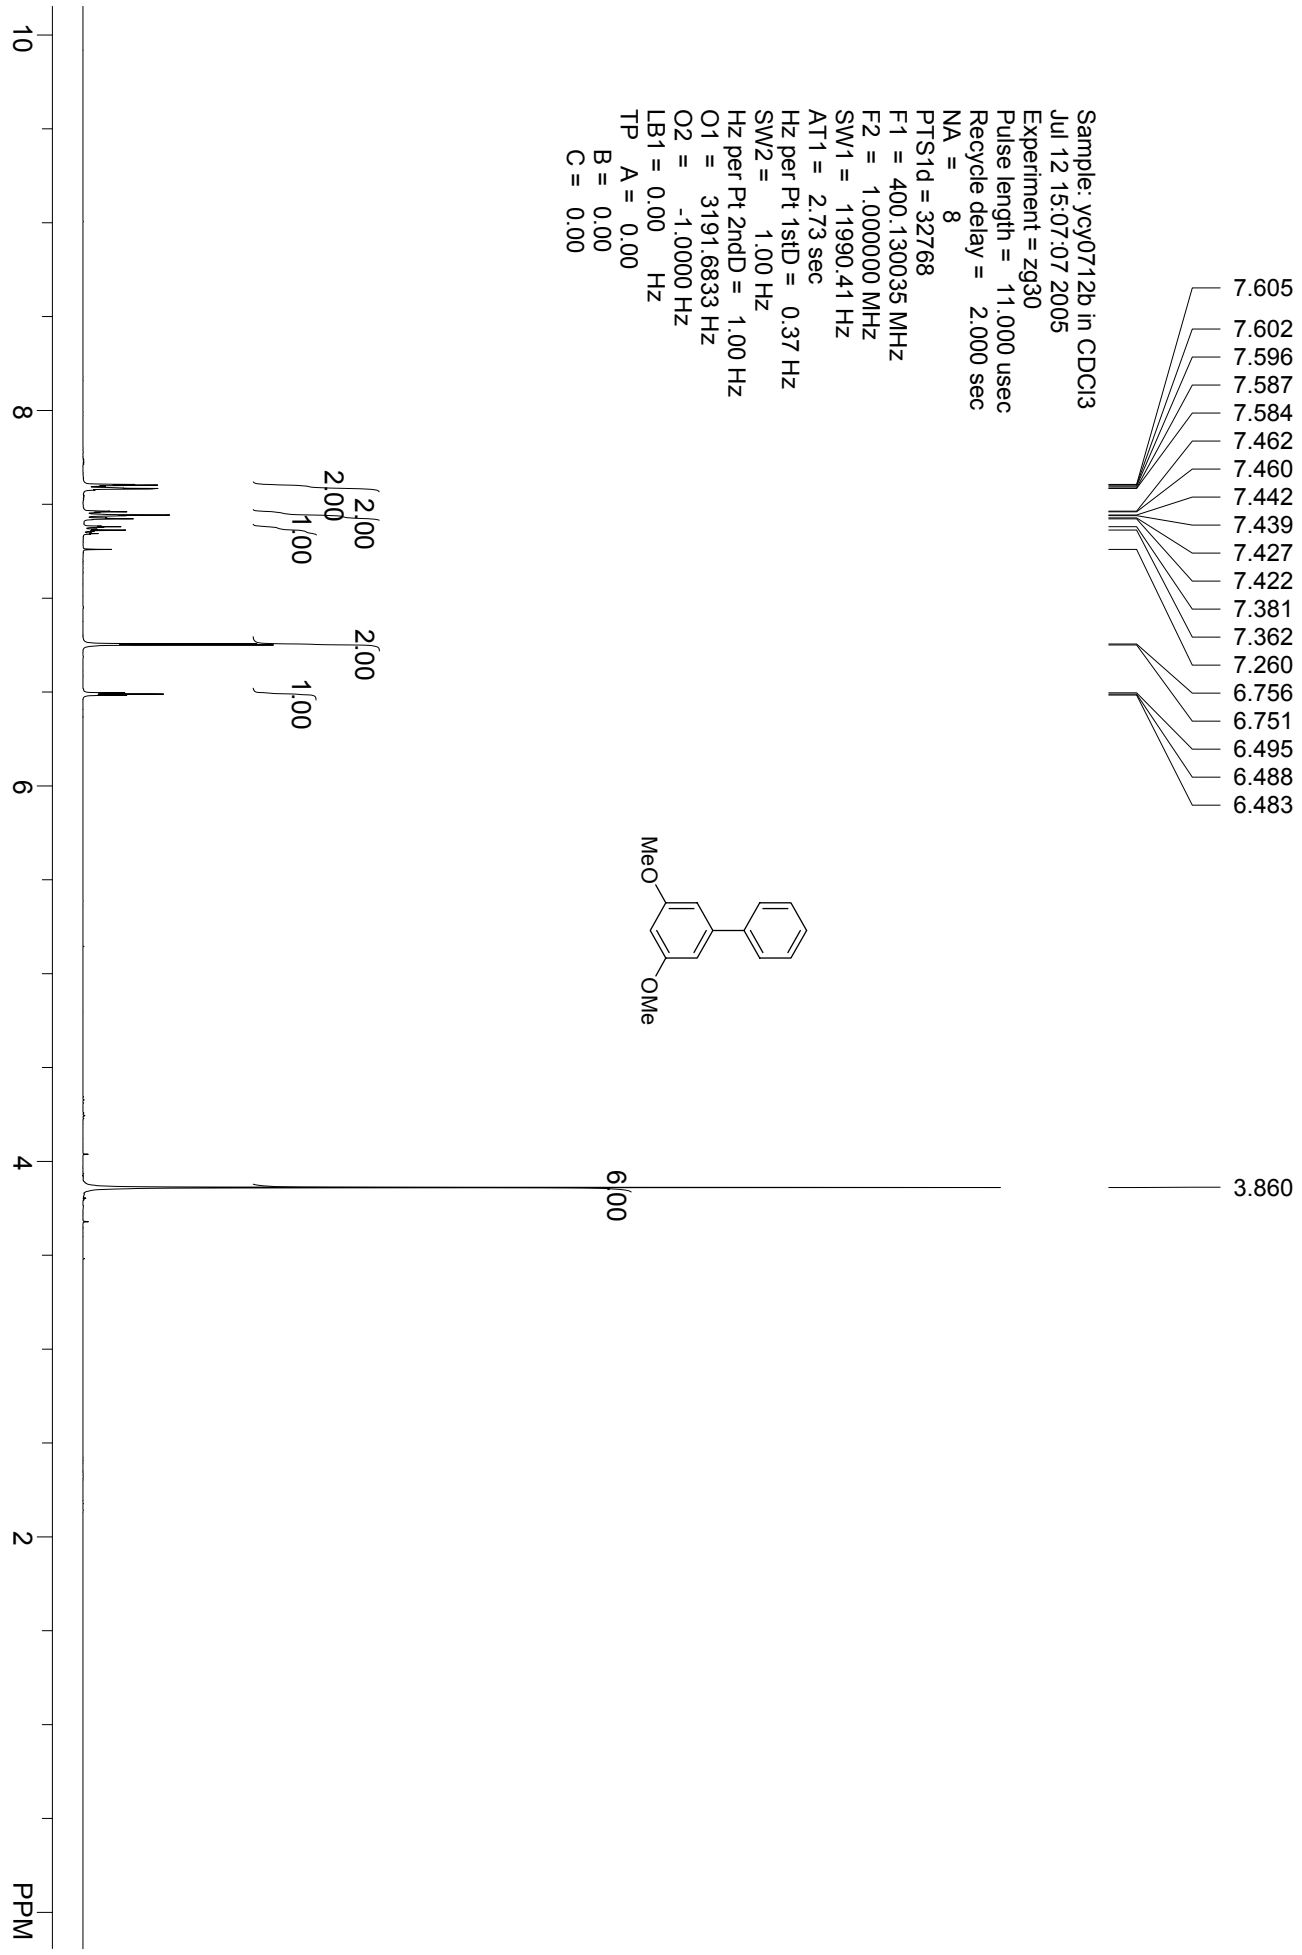 Sample: ycy0712b in CDCl3
Jul 12 15:07:07 2005
Experiment = zg30
Pulse length = 11.000 usec
Recycle delay = 2.000 sec
NA = 8
PTS1d = 32768
F1 = 400.130035 MHz
F2 = 1.000000 MHz
SW1 = 11990.41 Hz
AT1 = 2.73 sec
Hz per Pt 1stD = 0.37 Hz
SW2 = 1.00 Hz
Hz per Pt 2ndD = 1.00 Hz
O1 = 3191.6833 Hz
O2 = -1.0000 Hz
LB1 = 0.00 Hz
TP A = 0.00
B = 0.00
C = 0.00
7.605
7.602
7.596
7.587
7.584
7.462
7.460
7.442
7.439
7.427
7.422
7.381
7.362
7.260
6.756
6.751
6.495
6.488
6.483
3.860
MeO
OMe
2.00
2.00
1.00
2.00
1.00
6.00
10
8
6
4
2
PPM